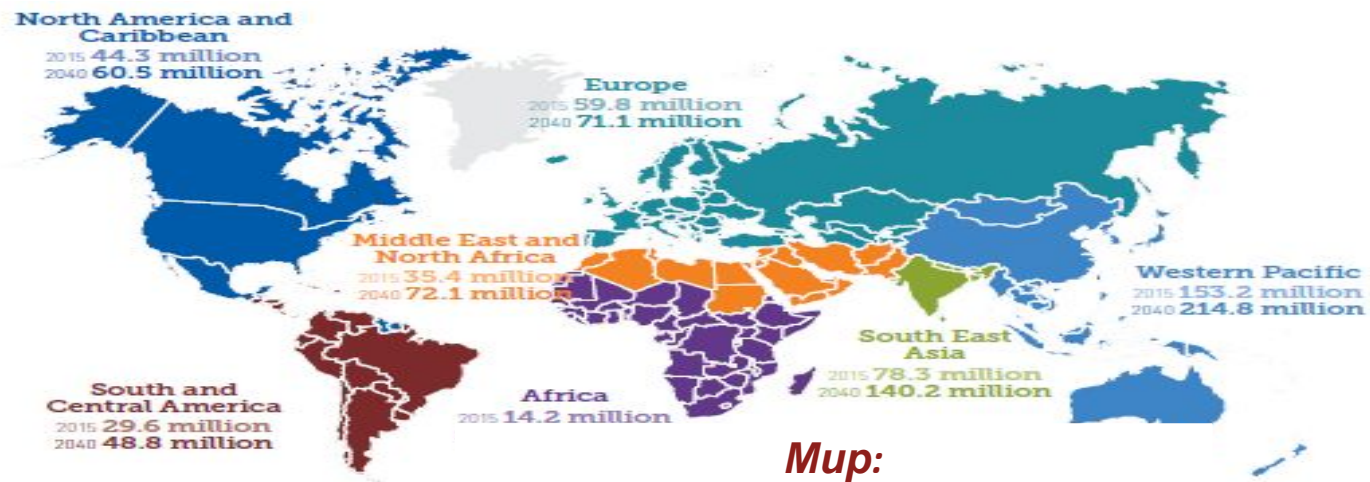 North America and
Caribbean
2015 44.3 million
2040 60.5 million
Europe
2015 59.8 million
2040 71.1 million
Middle East and
North Africa
2015 35.4 million
2040 72.1 million
Western Pacific
2015 153.2 million
2040 214.8 million
South East
Asia
2015 78.3 million
2040 140.2 million
South and
Central America
2015 29.6 million
2040 48.8 million
Africa
2015 14.2 million
Мир: